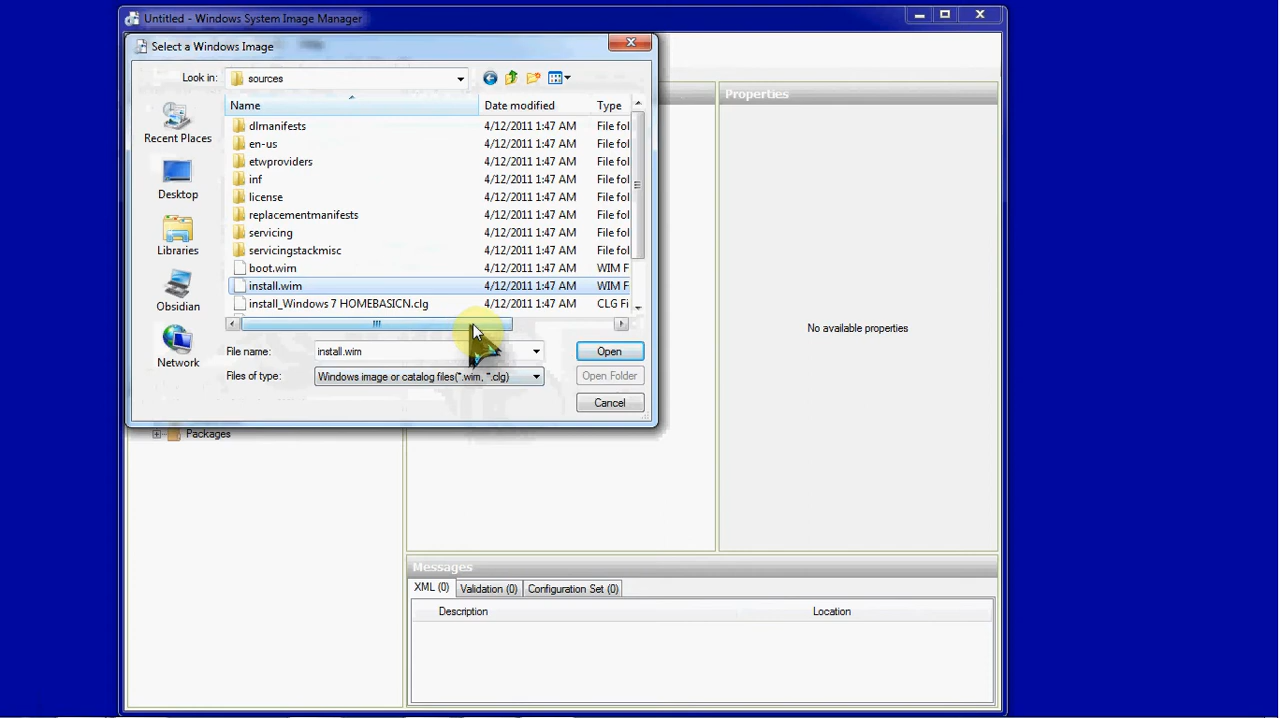 Untitled - Windows System Image Manager
Select a Windows Image
Look in:
sources
Name
Date modified
Type
dlrmanifests
4/12/2011 1:47 AM
File fol
en-us
4/12/2011 1:47 AM
File fol
etwproviders
4/12/2011 1:47 AM
File fol
inf
4/12/2011 1:47 AM
File fol
license
4/12/2011 1:47 AM
File fol
replacementmanifests
4/12/2011 1:47 AM
File fol
servicing
4/12/2011 1:47 AM
File fol
servicingstackmisc
4/12/2011 1:47 AM
File fol
boot.wim
4/12/2011 1:47 AM
WIM F
install.wim
4/12/2011 1:47 AM
WIM F
install_Windows 7 HOMEBASICN.clg
4/12/2011 1:47 AM
CLG Fi
Recent Places
Desktop
Libraries
Obsidian
Network
File name:
install.wim
Open
Files of type:
Windows image or catalog files(*.wim, *.clg)
Open Folder
Cancel
Packages
Properties
No available properties
Messages
XML (0)
Validation (0)
Configuration Set (0)
Description
Location